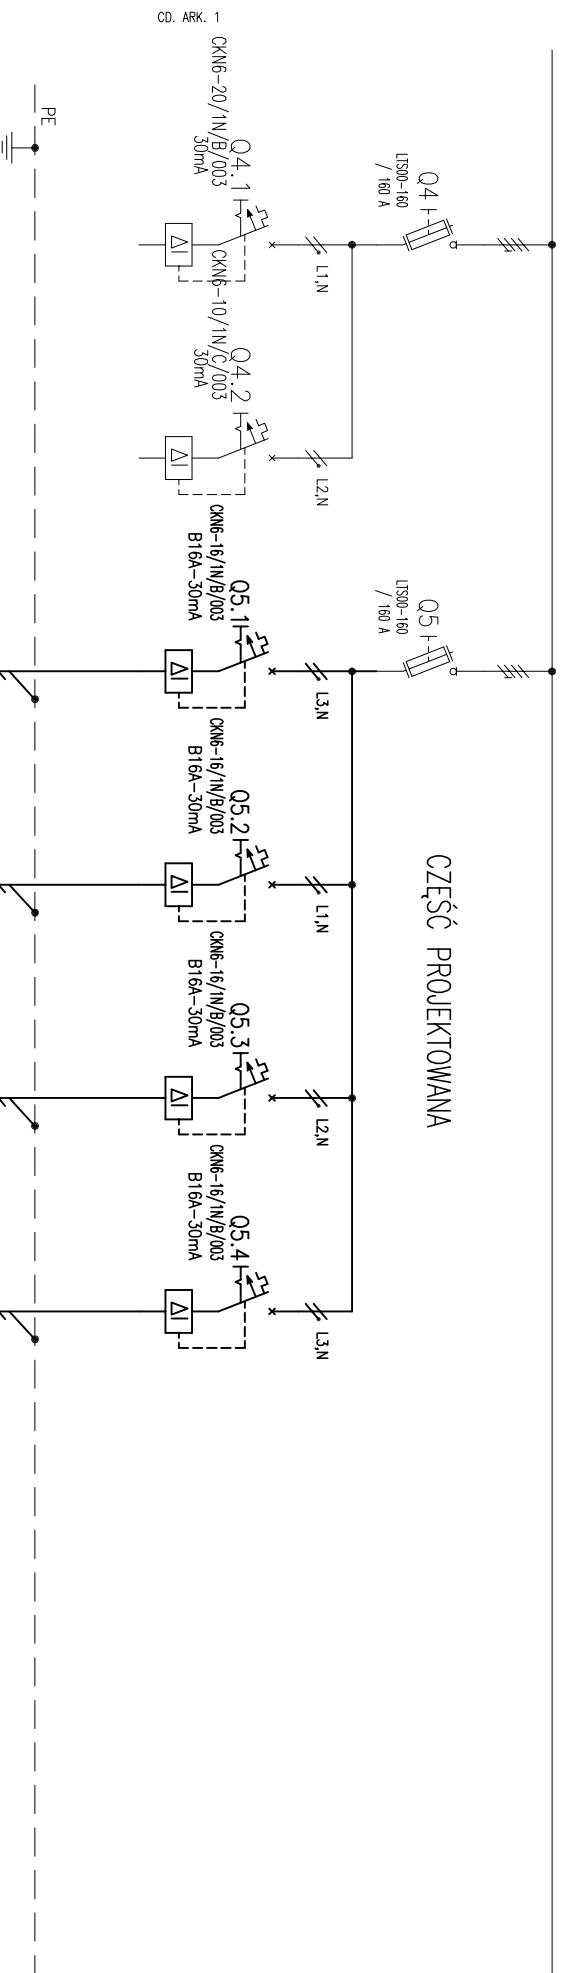 CD. ARK. 1
PE
Q4
LTS00-160
/ 160 A
Q4.1
CKN6-20/1N/B/003
30mA
L1,N
Q4.2
CKN6-10/1N/C/003
30mA
L2,N
Q5
LTS00-160
/ 160 A
CZĘŚĆ PROJEKTOWANA
Q5.1
CKN6-16/1N/B/003
B16A-30mA
L3,N
Q5.2
CKN6-16/1N/B/003
B16A-30mA
L1,N
Q5.3
CKN6-16/1N/B/003
B16A-30mA
L2,N
Q5.4
CKN6-16/1N/B/003
B16A-30mA
L3,N